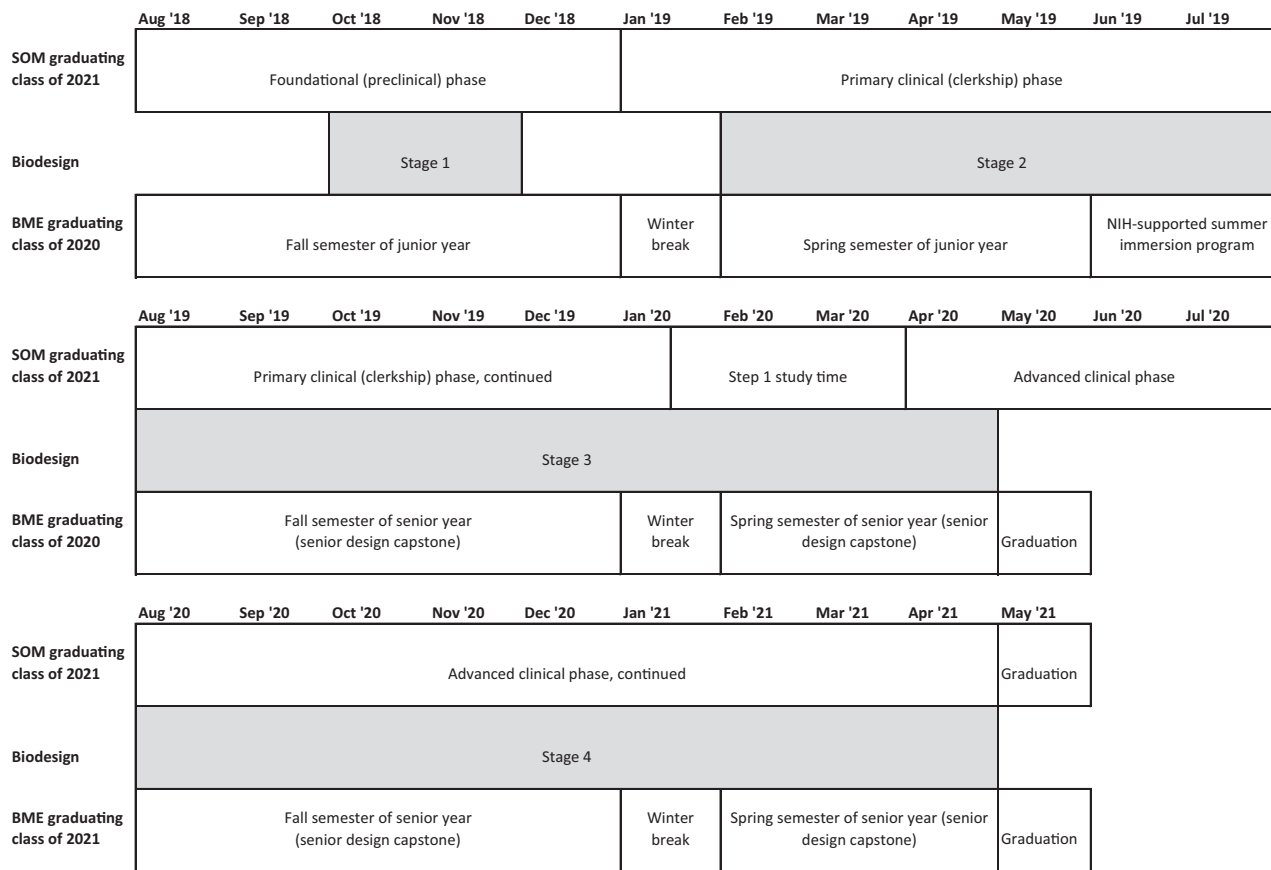 Aug '18 Sep '18 Oct '18 Nov '18 Dec '18 Jan '19 Feb '19 Mar '19 Apr '19 May '19 Jun '19 Jul '19
SOM graduating
class of 2021
Foundational (preclinical) phase
Primary clinical (clerkship) phase
Biodesign
Stage 1
Stage 2
BME graduating
class of 2020
Fall semester of junior year
Winter
break
Spring semester of junior year
NIH-supported summer
immersion program
Aug '19 Sep '19 Oct '19 Nov '19 Dec '19 Jan '20 Feb '20 Mar '20 Apr '20 May '20 Jun '20 Jul '20
SOM graduating
class of 2021
Primary clinical (clerkship) phase, continued
Step 1 study time
Advanced clinical phase
Biodesign
Stage 3
BME graduating
class of 2020
Fall semester of senior year
(senior design capstone)
Winter
break
Spring semester of senior year (senior
design capstone)
Graduation
Aug '20 Sep '20 Oct '20 Nov '20 Dec '20 Jan '21 Feb '21 Mar '21 Apr '21 May '21
SOM graduating
class of 2021
Advanced clinical phase, continued
Graduation
Biodesign
Stage 4
BME graduating
class of 2021
Fall semester of senior year
(senior design capstone)
Winter
break
Spring semester of senior year (senior
design capstone)
Graduation